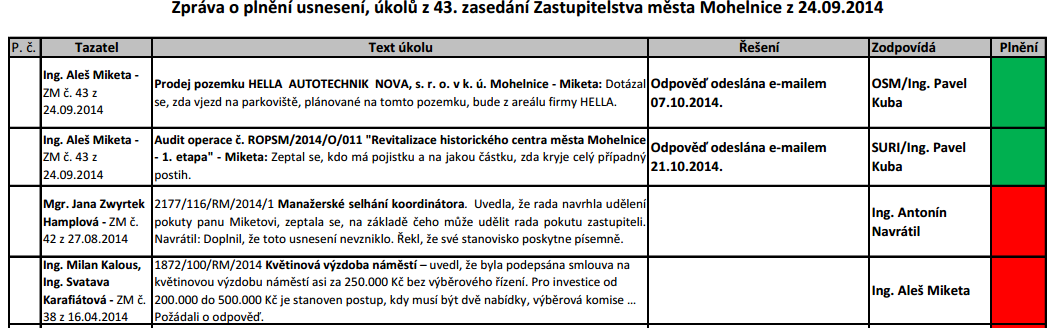 Zpráva o plnění usnesení, úkolů z 43. zasedání Zastupitelstva města Mohelnice z 24.09.2014
P. č. Tazatel Text úkolu Řešení Zodpovídá Plnění
Ing. Aleš Miketa -
ZM č. 43 z
24.09.2014
Prodej pozemku HELLA AUTOTECHNIK NOVA, s. r. o. v k. ú. Mohelnice - Miketa: Dotázal
se, zda vjezd na parkoviště, plánované na tomto pozemku, bude z areálu firmy HELLA.
Odpověď odeslána e-mailem
07.10.2014.
OSM/Ing. Pavel
Kuba
Ing. Aleš Miketa -
ZM č. 43 z
24.09.2014
Audit operace č. ROPSM/2014/O/011 "Revitalizace historického centra města Mohelnice
- 1. etapa" - Miketa: Zeptal se, kdo má pojistku a na jakou částku, zda kryje celý případný
postih.
Odpověď odeslána e-mailem
21.10.2014.
SURI/Ing. Pavel
Kuba
Mgr. Jana Zwyrtek
Hamplová - ZM č.
42 z 27.08.2014
2177/116/RM/2014/1 Manažerské selhání koordinátora. Uvedla, že rada navrhla udělení
pokuty panu Miketovi, zeptala se, na základě čeho může udělit rada pokutu zastupiteli.
Navrátil: Doplnil, že toto usnesení nevzniklo. Řekl, že své stanovisko poskytne písemně.
Ing. Antonín
Navrátil
Ing. Milan Kalous,
Ing. Svatava
Karafiátová - ZM č.
38 z 16.04.2014
1872/100/RM/2014 Květinová výzdoba náměstí – uvedl, že byla podepsána smlouva na
květinovou výzdobu náměstí asi za 250.000 Kč bez výběrového řízení. Pro investice od
200.000 do 500.000 Kč je stanoven postup, kdy musí být dvě nabídky, výběrová komise ...
Požádali o odpověď.
Ing. Aleš Miketa